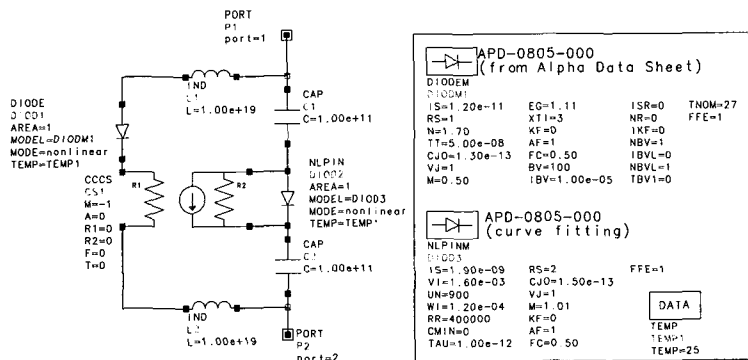 PORT
P1
port=1
IND
L1
L=1.00e+19
CAP
C1
C=1.00e+11
DIODE
DIOD1
AREA=1
MODEL=DIODM1
MODE=nonlinear
TEMP=TEMP1
CCCS
CS1
M=-1
A=0
R1=0
R2=0
F=0
T=0
R1
R2
NLPIN
DIOD2
AREA=1
MODEL=DIOD3
MODE=nonlinear
TEMP=TEMP1
CAP
C2
C=1.00e+11
IND
L2
L=1.00e+19
PORT
P2
port=2
APD-0805-000
(from Alpha Data Sheet)
DIODEM
DIODM1
IS=1.20e-11 EG=1.11 ISR=0 TNOM=27
RS=1 XTI=3 NR=0 FFE=1
N=1.70 KF=0 IKF=0
TT=5.00e-08 AF=1 NBV=1
CJO=1.30e-13 FC=0.50 IBVL=0
VJ=1 BV=100 NBVL=1
M=0.50 IBV=1.00e-05 TBV1=0
APD-0805-000
(curve fitting)
NLPINM
DIOD3
IS=1.90e-09 RS=2 FFE=1
VI=1.60e-03 CJO=1.50e-13
UN=900 VJ=1
WI=1.20e-04 M=1.01
RR=400000 KF=0
CMIN=0 AF=1
TAU=1.00e-12 FC=0.50
DATA
TEMP
TEMP1
TEMP=25